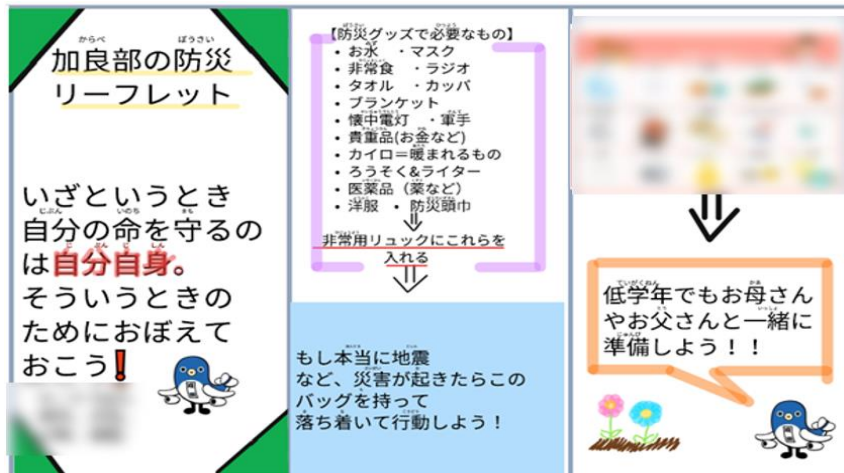 加良部の防災
リーフレット
いざというとき
自分の命を守るの
は自分自身。
そういうときの
ためにおぼえて
おこう❗
【防災グッズで必要なもの】
・お水 ・マスク
・非常食 ・ラジオ
・タオル ・カッパ
・ブランケット
・懐中電灯 ・軍手
・貴重品(お金など)
・カイロ＝暖まれるもの
・ろうそく&ライター
・医薬品（薬など）
・洋服 ・防災頭巾
非常用リュックにこれらを
入れる
もし本当に地震
など、災害が起きたらこの
バッグを持って
落ち着いて行動しよう！
低学年でもお母さん
やお父さんと一緒に
準備しよう！！